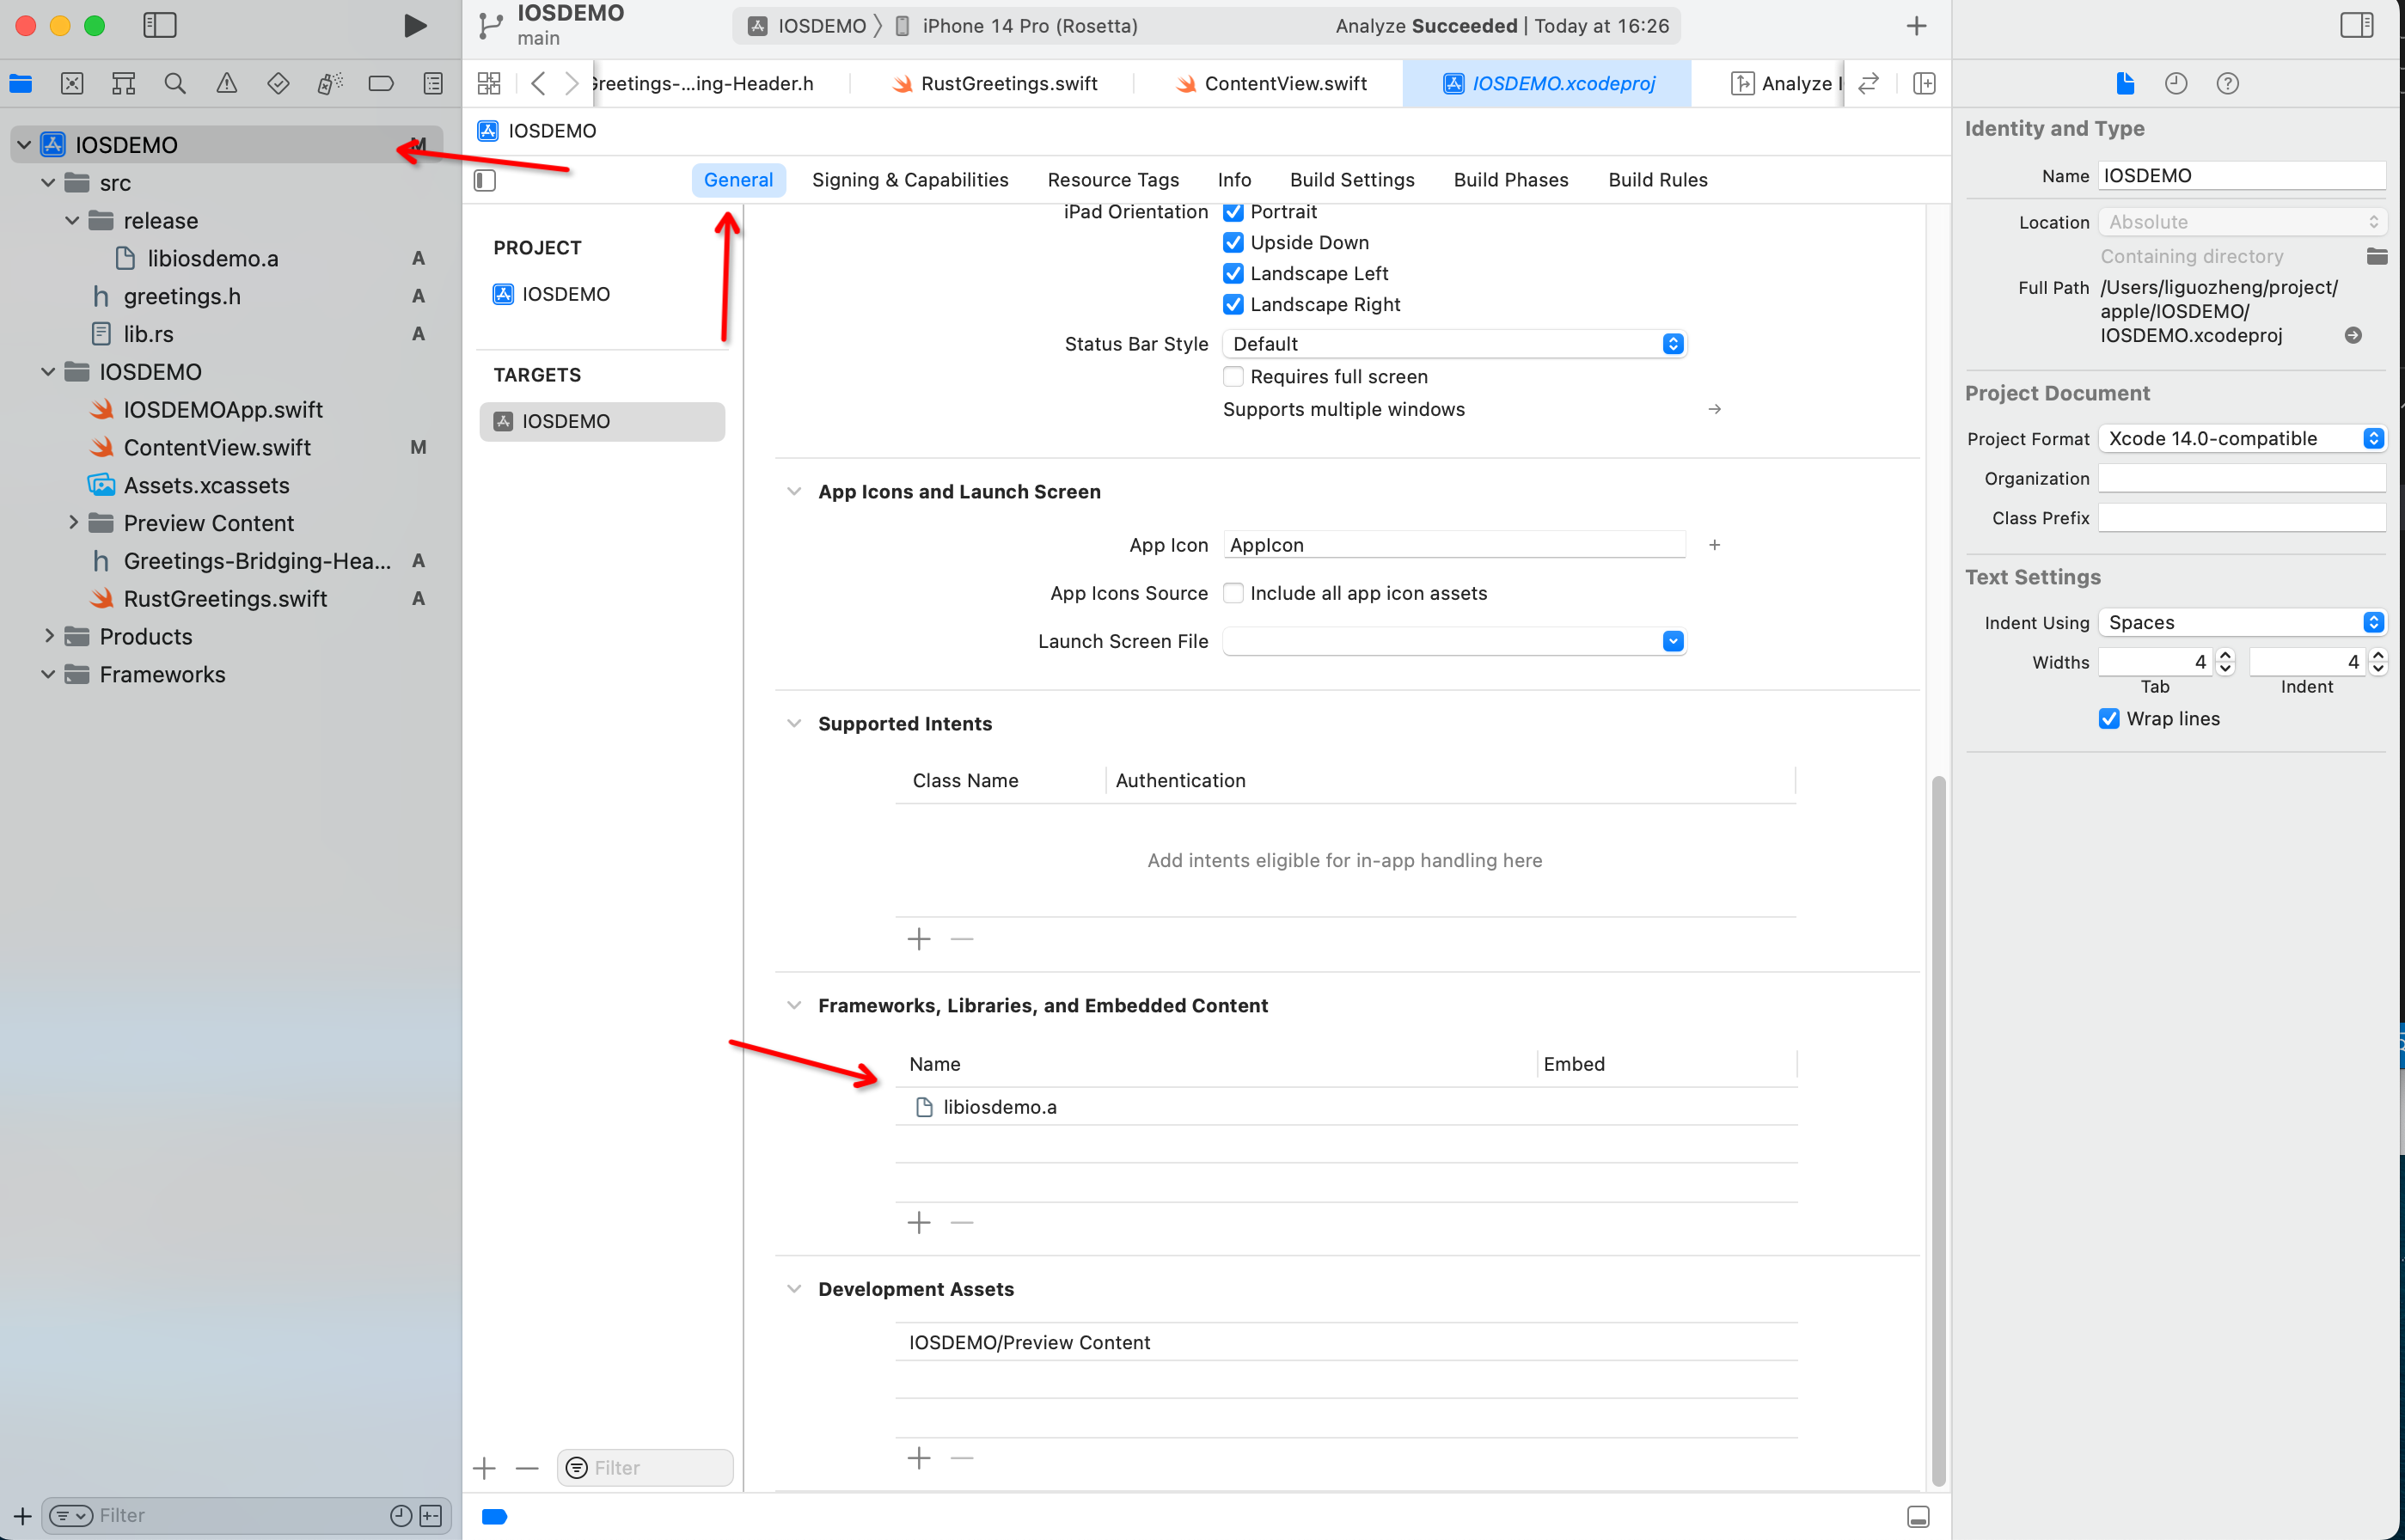 IOSDEMO
main
IOSDEMO
iPhone 14 Pro (Rosetta)
Analyze Succeeded | Today at 16:26
Greetings-...ing-Header.h
RustGreetings.swift
ContentView.swift
IOSDEMO.xcodeproj
Analyze
IOSDEMO M
src
release
libiosdemo.a A
greetings.h A
lib.rs A
IOSDEMO
IOSDEMOApp.swift
ContentView.swift M
Assets.xcassets
Preview Content
Greetings-Bridging-Hea... A
RustGreetings.swift A
Products
Frameworks
Filter
IOSDEMO
General
Signing & Capabilities
Resource Tags
Info
Build Settings
Build Phases
Build Rules
PROJECT
IOSDEMO
TARGETS
IOSDEMO
Filter
iPad Orientation
Portrait
Upside Down
Landscape Left
Landscape Right
Status Bar Style Default
Requires full screen
Supports multiple windows
App Icons and Launch Screen
App Icon AppIcon
App Icons Source Include all app icon assets
Launch Screen File
Supported Intents
Class Name Authentication
Add intents eligible for in-app handling here
Frameworks, Libraries, and Embedded Content
Name Embed
libiosdemo.a
Development Assets
IOSDEMO/Preview Content
Identity and Type
Name IOSDEMO
Location Absolute
Containing directory
Full Path /Users/liguozheng/project/
apple/IOSDEMO/
IOSDEMO.xcodeproj
Project Document
Project Format Xcode 14.0-compatible
Organization
Class Prefix
Text Settings
Indent Using Spaces
Widths 4 4
Tab Indent
Wrap lines